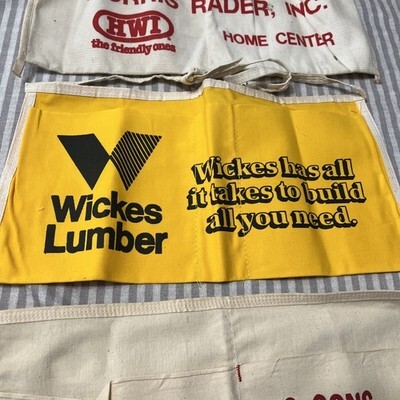 RADER, INC.
HWI
the friendly ones
HOME CENTER
Wickes
Lumber
Wickes has all
it takes to build
all you need.